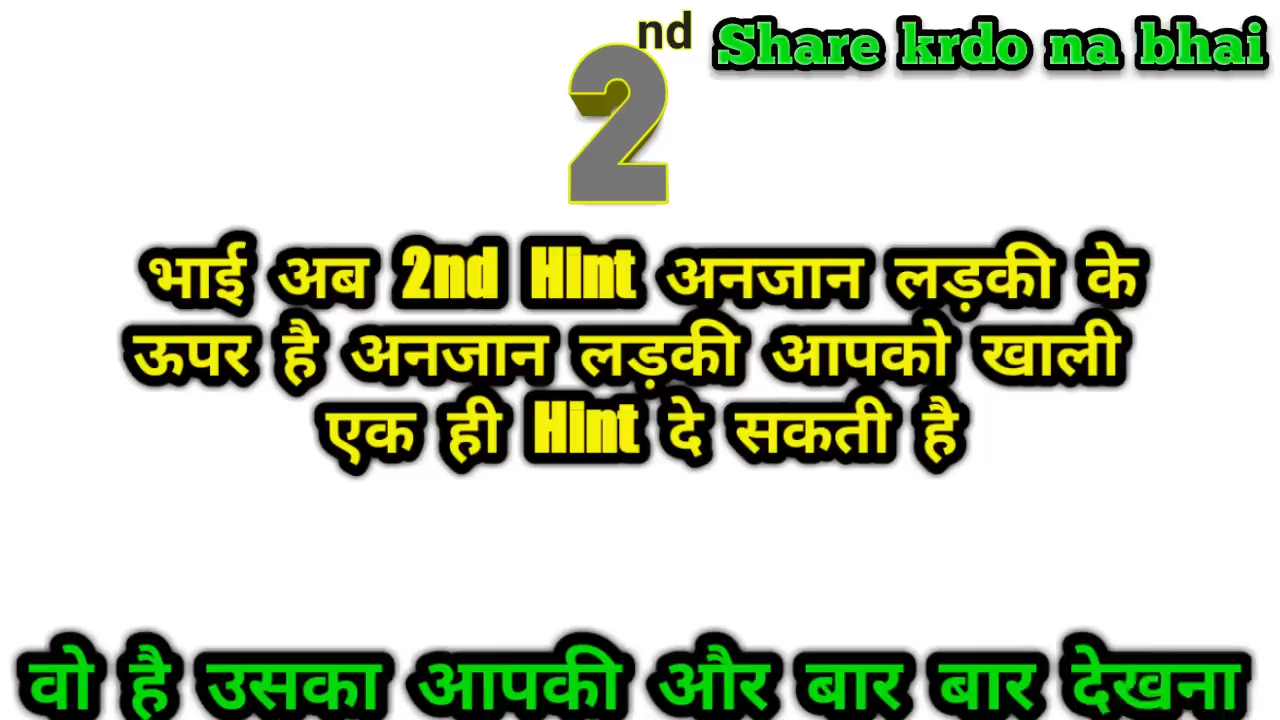 2nd
Share krdo na bhai
भाई अब 2nd Hint अनजान लड़की के
ऊपर है अनजान लड़की आपको खाली
एक ही Hint दे सकती है
वो है उसका आपकी और बार बार देखना